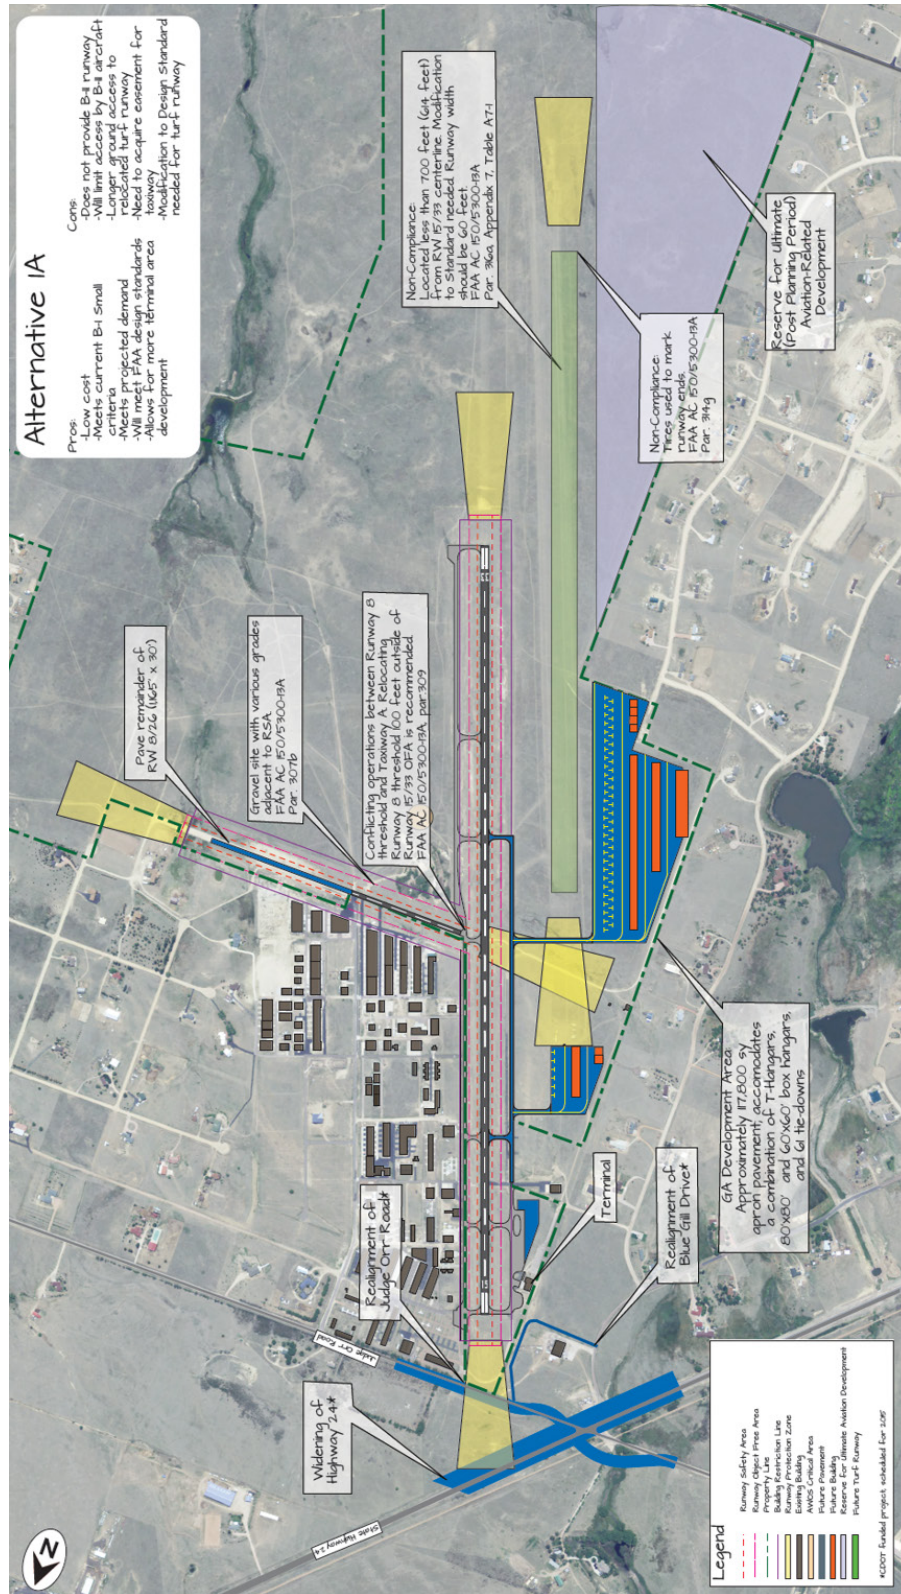 Alternative 1A
Pros:
-Low cost
-Meets current B-I Small
criteria
-Meets projected demand
-Will meet FAA design standards
-Allows for more terminal area
development
Cons:
-Does not provide B-II runway
-Will limit access by B-II aircraft
-Longer ground access to
relocated turf runway
-Need to acquire easement for
taxiway
-Modification to Design Standard
needed for turf runway
Non-Compliance:
Located less than 700 feet (614 feet)
from RW 15/33 centerline. Modification
to Standard needed. Runway width
should be 60 feet.
FAA AC 150/5300-13A
Par. 316a, Appendix 7, Table A7-1
Reserve for Ultimate
(Post Planning Period)
Aviation-Related
Development
Non-Compliance:
Tires used to mark
runway ends.
FAA AC 150/5300-13A
Par. 314g
Pave remainder of
RW 8/26 (1,165' x 30')
Gravel site with various grades
adjacent to RSA
FAA AC 150/5300-13A
Par. 307b
Conflicting operations between Runway 8
threshold and Taxiway A. Relocating
Runway 8 threshold 100 feet outside of
Runway 15/33 OFA is recommended.
FAA AC 150/5300-13A, par.309
GA Development Area:
Approximately 117,800 sy
apron pavement, accomodates
a combination of T-Hangars,
80'x80' and 60'x60' box hangars,
and 61 tie-downs
Terminal
Realignment of
Blue Gill Drive*
Realignment of
Judge Orr Road*
Judge Orr Road
Widening of
Highway 24*
State Highway 24
N
Legend
Runway Safety Area
Runway Object Free Area
Property Line
Building Restriction Line
Runway Protection Zone
Existing Building
AWOS Critical Area
Future Pavement
Future Building
Reserve for Ultimate Aviation Development
Future Turf Runway
*CDOT funded project scheduled for 2015